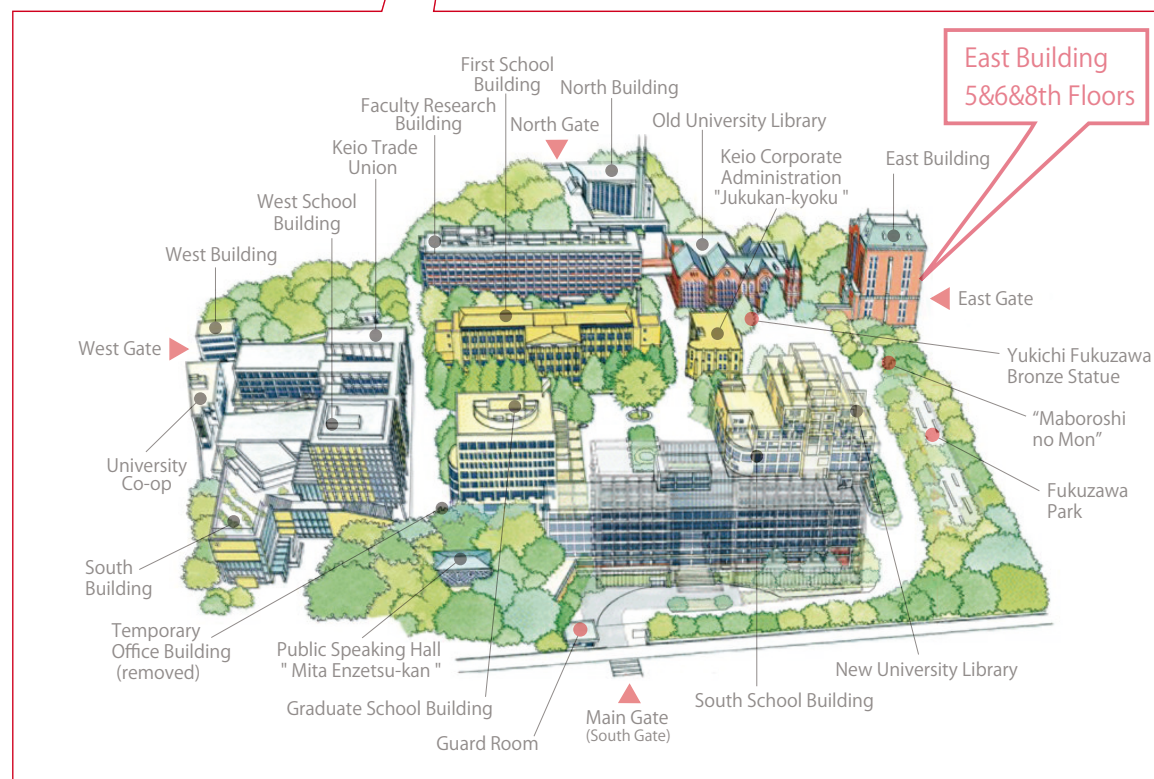 East Building
5&6&8th Floors
First School
Building
North Building
Faculty Research
Building
North Gate
Old University Library
Keio Trade
Union
Keio Corporate
Administration
"Jukukan-kyoku "
East Building
West School
Building
West Building
East Gate
West Gate
Yukichi Fukuzawa
Bronze Statue
“Maboroshi
no Mon”
University
Co-op
Fukuzawa
Park
South
Building
Temporary
Office Building
(removed)
Public Speaking Hall
" Mita Enzetsu-kan "
New University Library
Graduate School Building
South School Building
Main Gate
(South Gate)
Guard Room